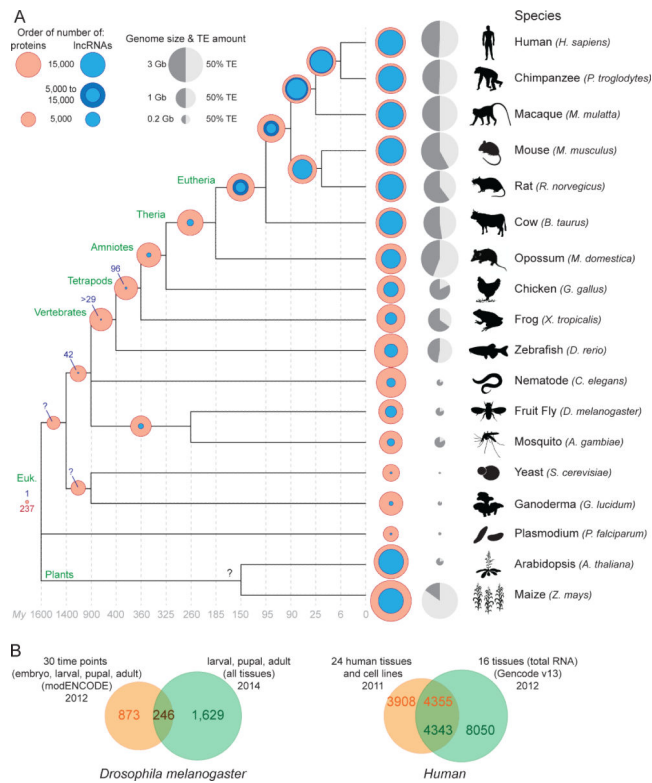 A
Order of number of:
proteins
lncRNAs
15,000
5,000 to
15,000
5,000
Genome size & TE amount
3 Gb
50% TE
1 Gb
50% TE
0.2 Gb
50% TE
Species
Human (H. sapiens)
Chimpanzee (P. troglodytes)
Macaque (M. mulatta)
Mouse (M. musculus)
Rat (R. norvegicus)
Cow (B. taurus)
Opossum (M. domestica)
Chicken (G. gallus)
Frog (X. tropicalis)
Zebrafish (D. rerio)
Nematode (C. elegans)
Fruit Fly (D. melanogaster)
Mosquito (A. gambiae)
Yeast (S. cerevisiae)
Ganoderma (G. lucidum)
Plasmodium (P. falciparum)
Arabidopsis (A. thaliana)
Maize (Z. mays)
Eutheria
Theria
Amniotes
96
Tetrapods
>29
Vertebrates
42
?
?
Euk.
1
237
Plants
?
My 1600 1400 900 400 360 325 260 185 150 95 90 25 6 0
B
30 time points
(embryo, larval, pupal, adult)
(modENCODE)
2012
larval, pupal, adult
(all tissues)
2014
873
246
1,629
Drosophila melanogaster
24 human tissues
and cell lines
2011
16 tissues (total RNA)
(Gencode v13)
2012
3908
4355
4343
8050
Human